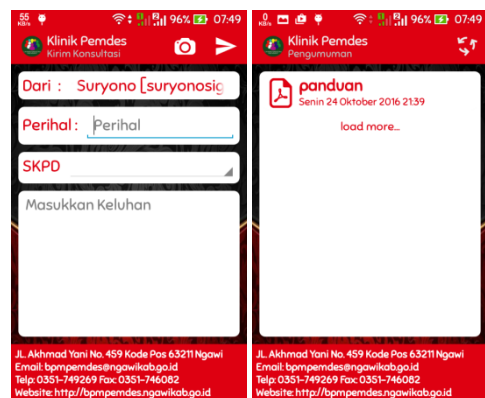 55 KB/s 96% 07:49
Klinik Pemdes
Kirim Konsultasi
Dari : Suryono [suryonosig
Perihal : Perihal
SKPD
Masukkan Keluhan
JL. Akhmad Yani No. 459 Kode Pos 63211 Ngawi
Email: bpmpemdes@ngawikab.go.id
Telp: 0351-749269 Fax: 0351-746082
Website: http://bpmpemdes.ngawikab.go.id
0 KB/s 96% 07:49
Klinik Pemdes
Pengumuman
panduan
Senin 24 Oktober 2016 21:39
load more...
JL. Akhmad Yani No. 459 Kode Pos 63211 Ngawi
Email: bpmpemdes@ngawikab.go.id
Telp: 0351-749269 Fax: 0351-746082
Website: http://bpmpemdes.ngawikab.go.id